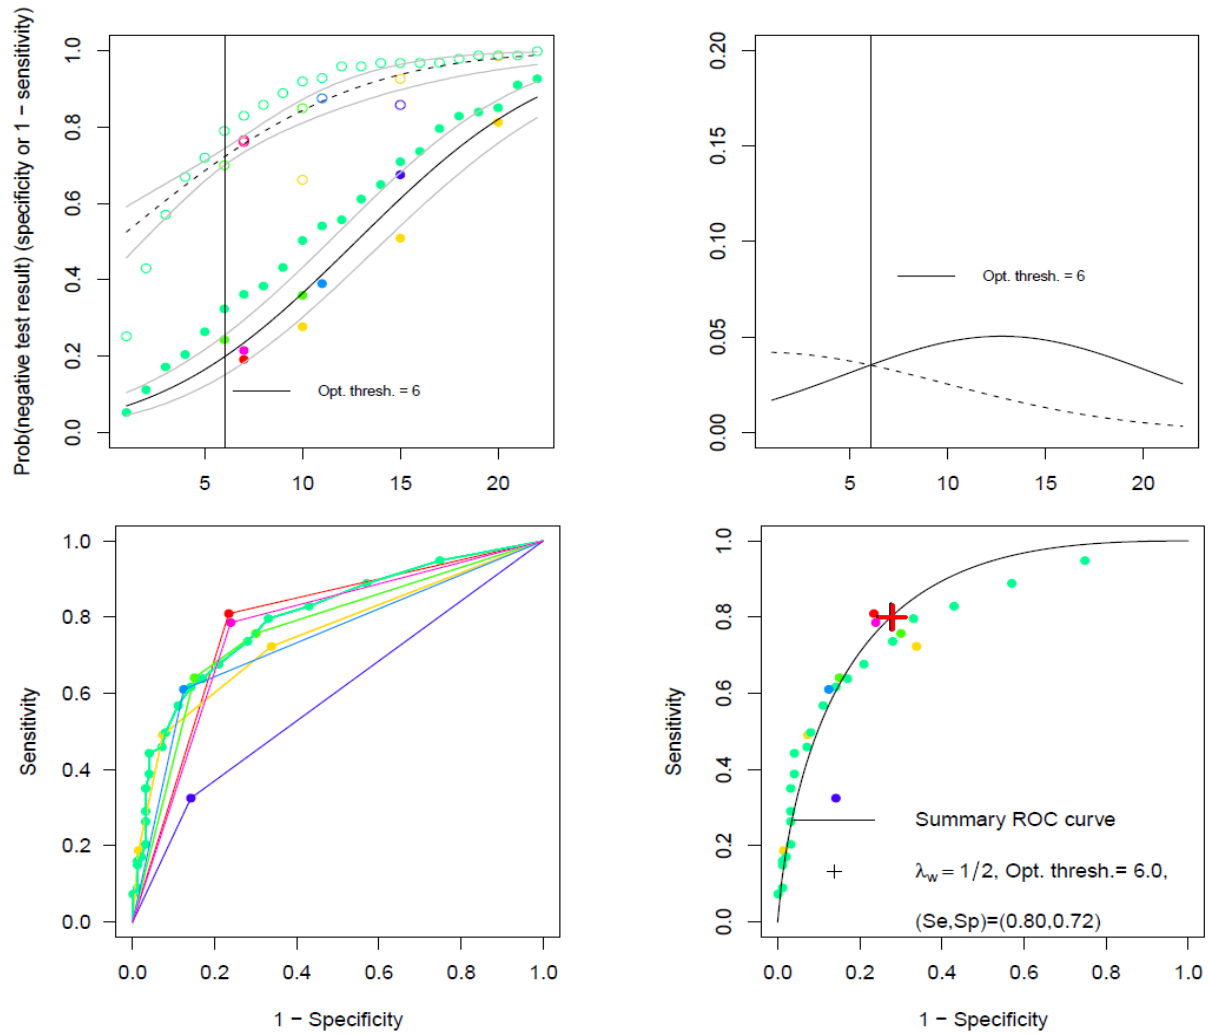 Prob(negative test result) (specificity or 1 − sensitivity)
1.0
0.8
0.6
0.4
0.2
0.0
Opt. thresh. = 6
5 10 15 20
0.20
0.15
0.10
0.05
0.00
Opt. thresh. = 6
5 10 15 20
Sensitivity
1.0
0.8
0.6
0.4
0.2
0.0
0.0 0.2 0.4 0.6 0.8 1.0
1 − Specificity
Sensitivity
1.0
0.8
0.6
0.4
0.2
0.0
Summary ROC curve
λw = 1/2, Opt. thresh.= 6.0,
(Se,Sp)=(0.80,0.72)
0.0 0.2 0.4 0.6 0.8 1.0
1 − Specificity